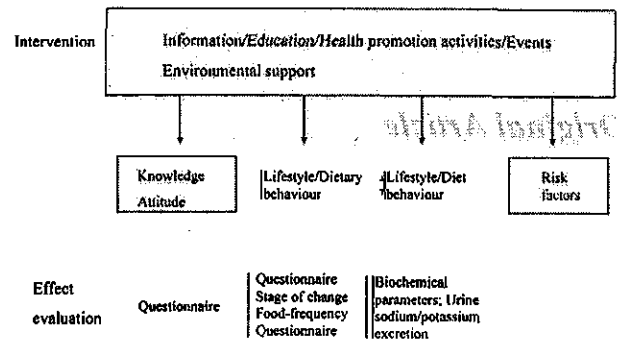 Intervention
Information/Education/Health promotion activities/Events
Environmental support
Original Article
Knowledge
Attitude
Lifestyle/Dietary
behaviour
Lifestyle/Diet
behaviour
Risk
factors
Effect
evaluation
Questionnaire
Questionnaire
Stage of change
Food-frequency
Questionnaire
Biochemical
parameters; Urine
sodium/potassium
excretion